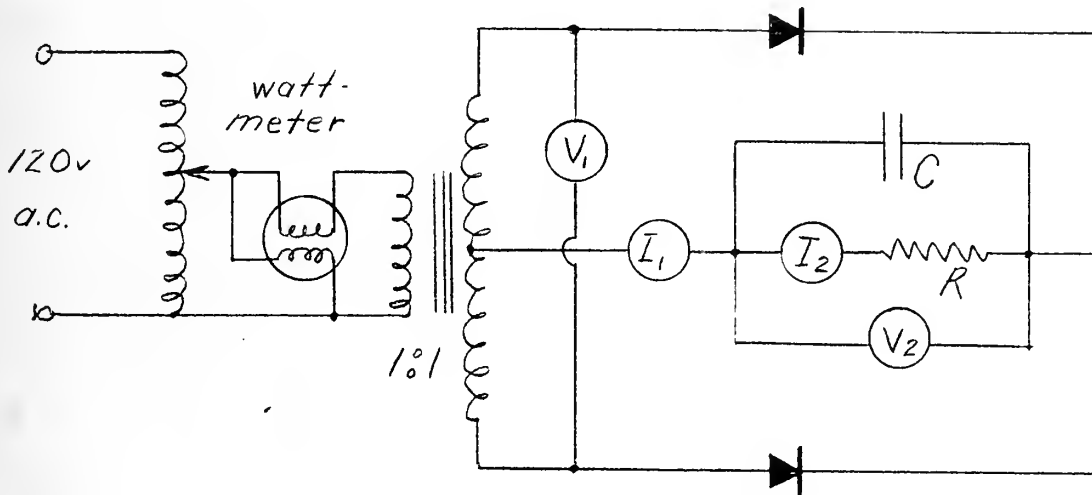 watt-
meter
120v
a.c.
V₁
C
I₁
I₂
R
V₂
1:1